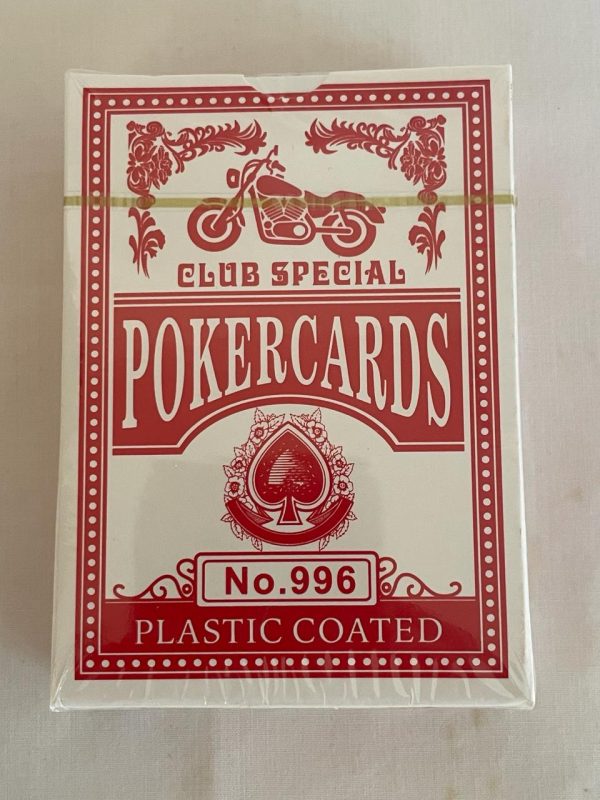 CLUB SPECIAL
POKERCARDS
No.996
PLASTIC COATED